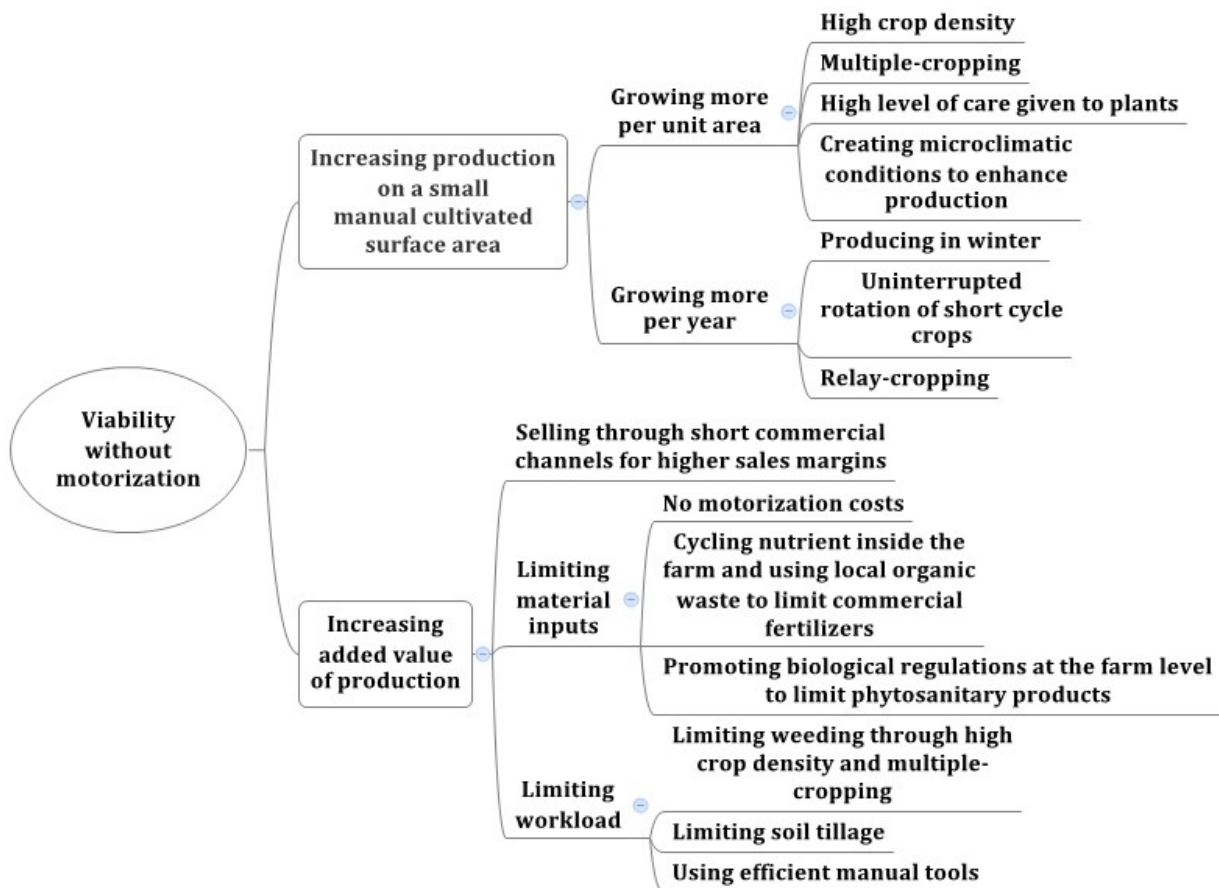 Viability
without
motorization
Increasing production
on a small
manual cultivated
surface area
Growing more
per unit area
High crop density
Multiple-cropping
High level of care given to plants
Creating microclimatic
conditions to enhance
production
Growing more
per year
Producing in winter
Uninterrupted
rotation of short cycle
crops
Relay-cropping
Increasing
added value
of production
Selling through short commercial
channels for higher sales margins
Limiting
material
inputs
No motorization costs
Cycling nutrient inside the
farm and using local organic
waste to limit commercial
fertilizers
Promoting biological regulations at the farm level
to limit phytosanitary products
Limiting
workload
Limiting weeding through high
crop density and multiple-
cropping
Limiting soil tillage
Using efficient manual tools